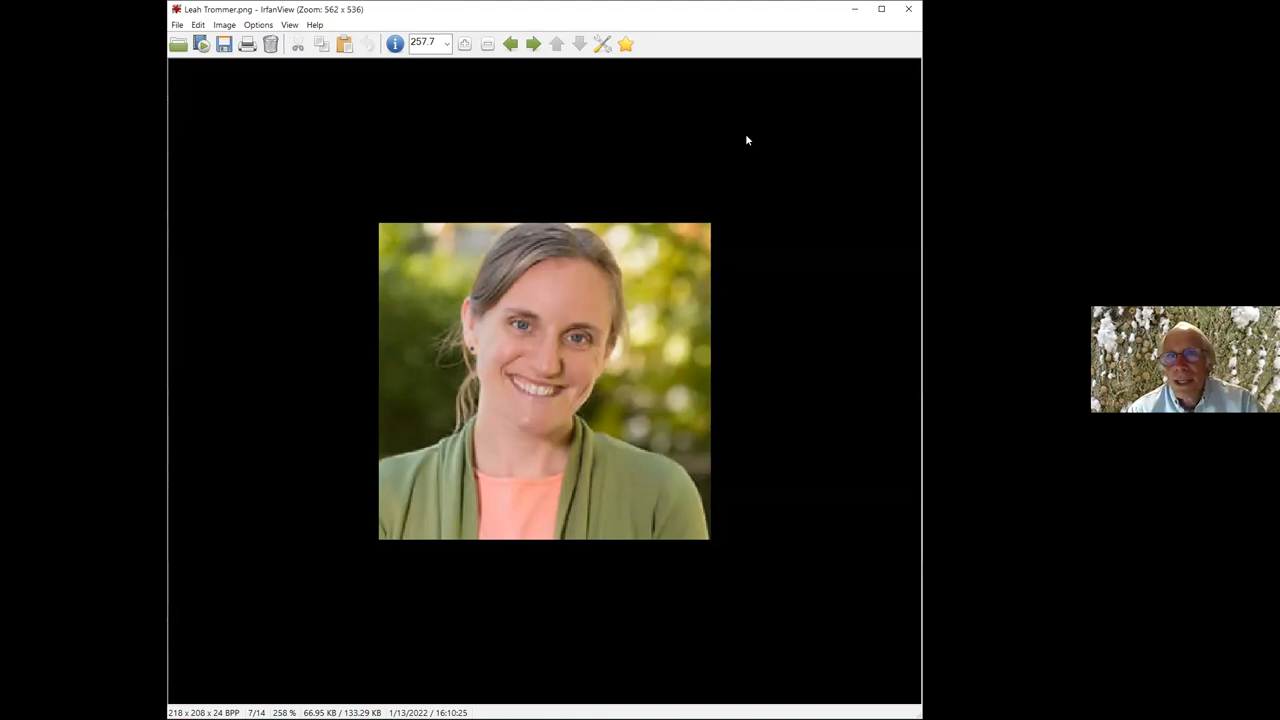 Leah Trommer.png - IrfanView (Zoom: 562 x 536)
File Edit Image Options View Help
257.7
218 x 208 x 24 BPP 7/14 258 % 66.95 KB / 133.29 KB 1/13/2022 / 16:10:25